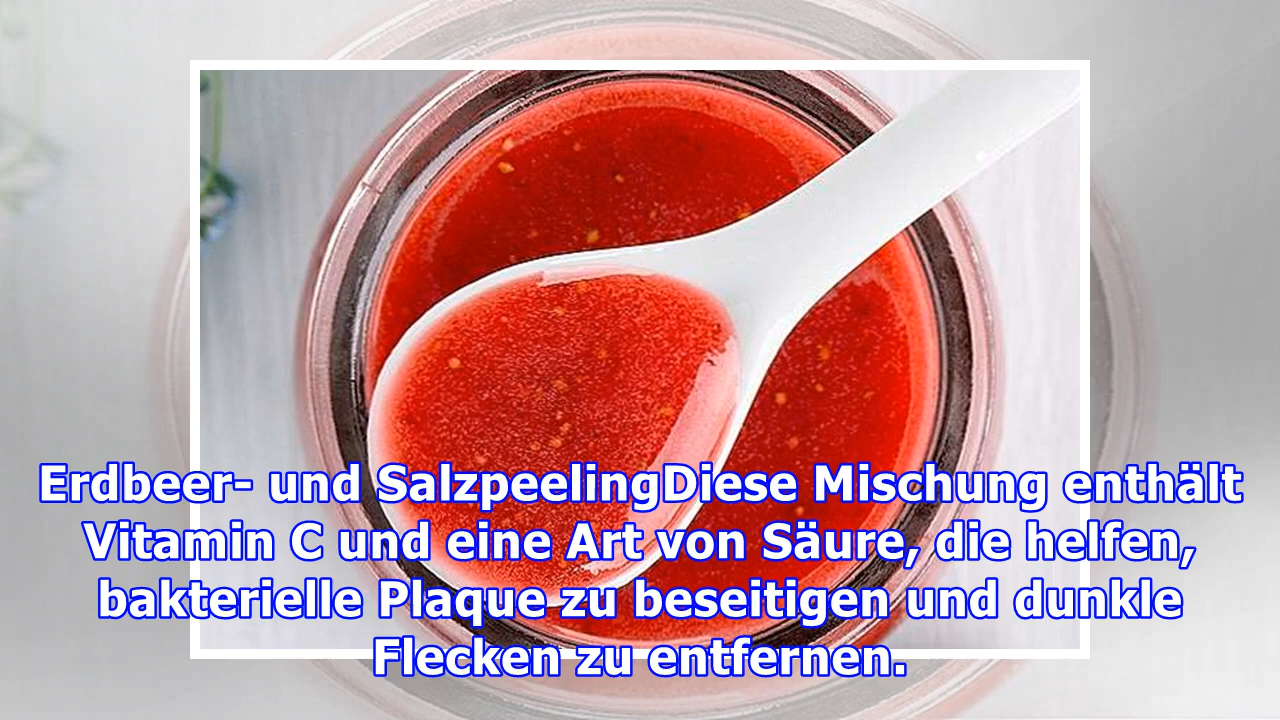 Erdbeer- und SalzpeelingDiese Mischung enthält
Vitamin C und eine Art von Säure, die helfen,
bakterielle Plaque zu beseitigen und dunkle
Flecken zu entfernen.